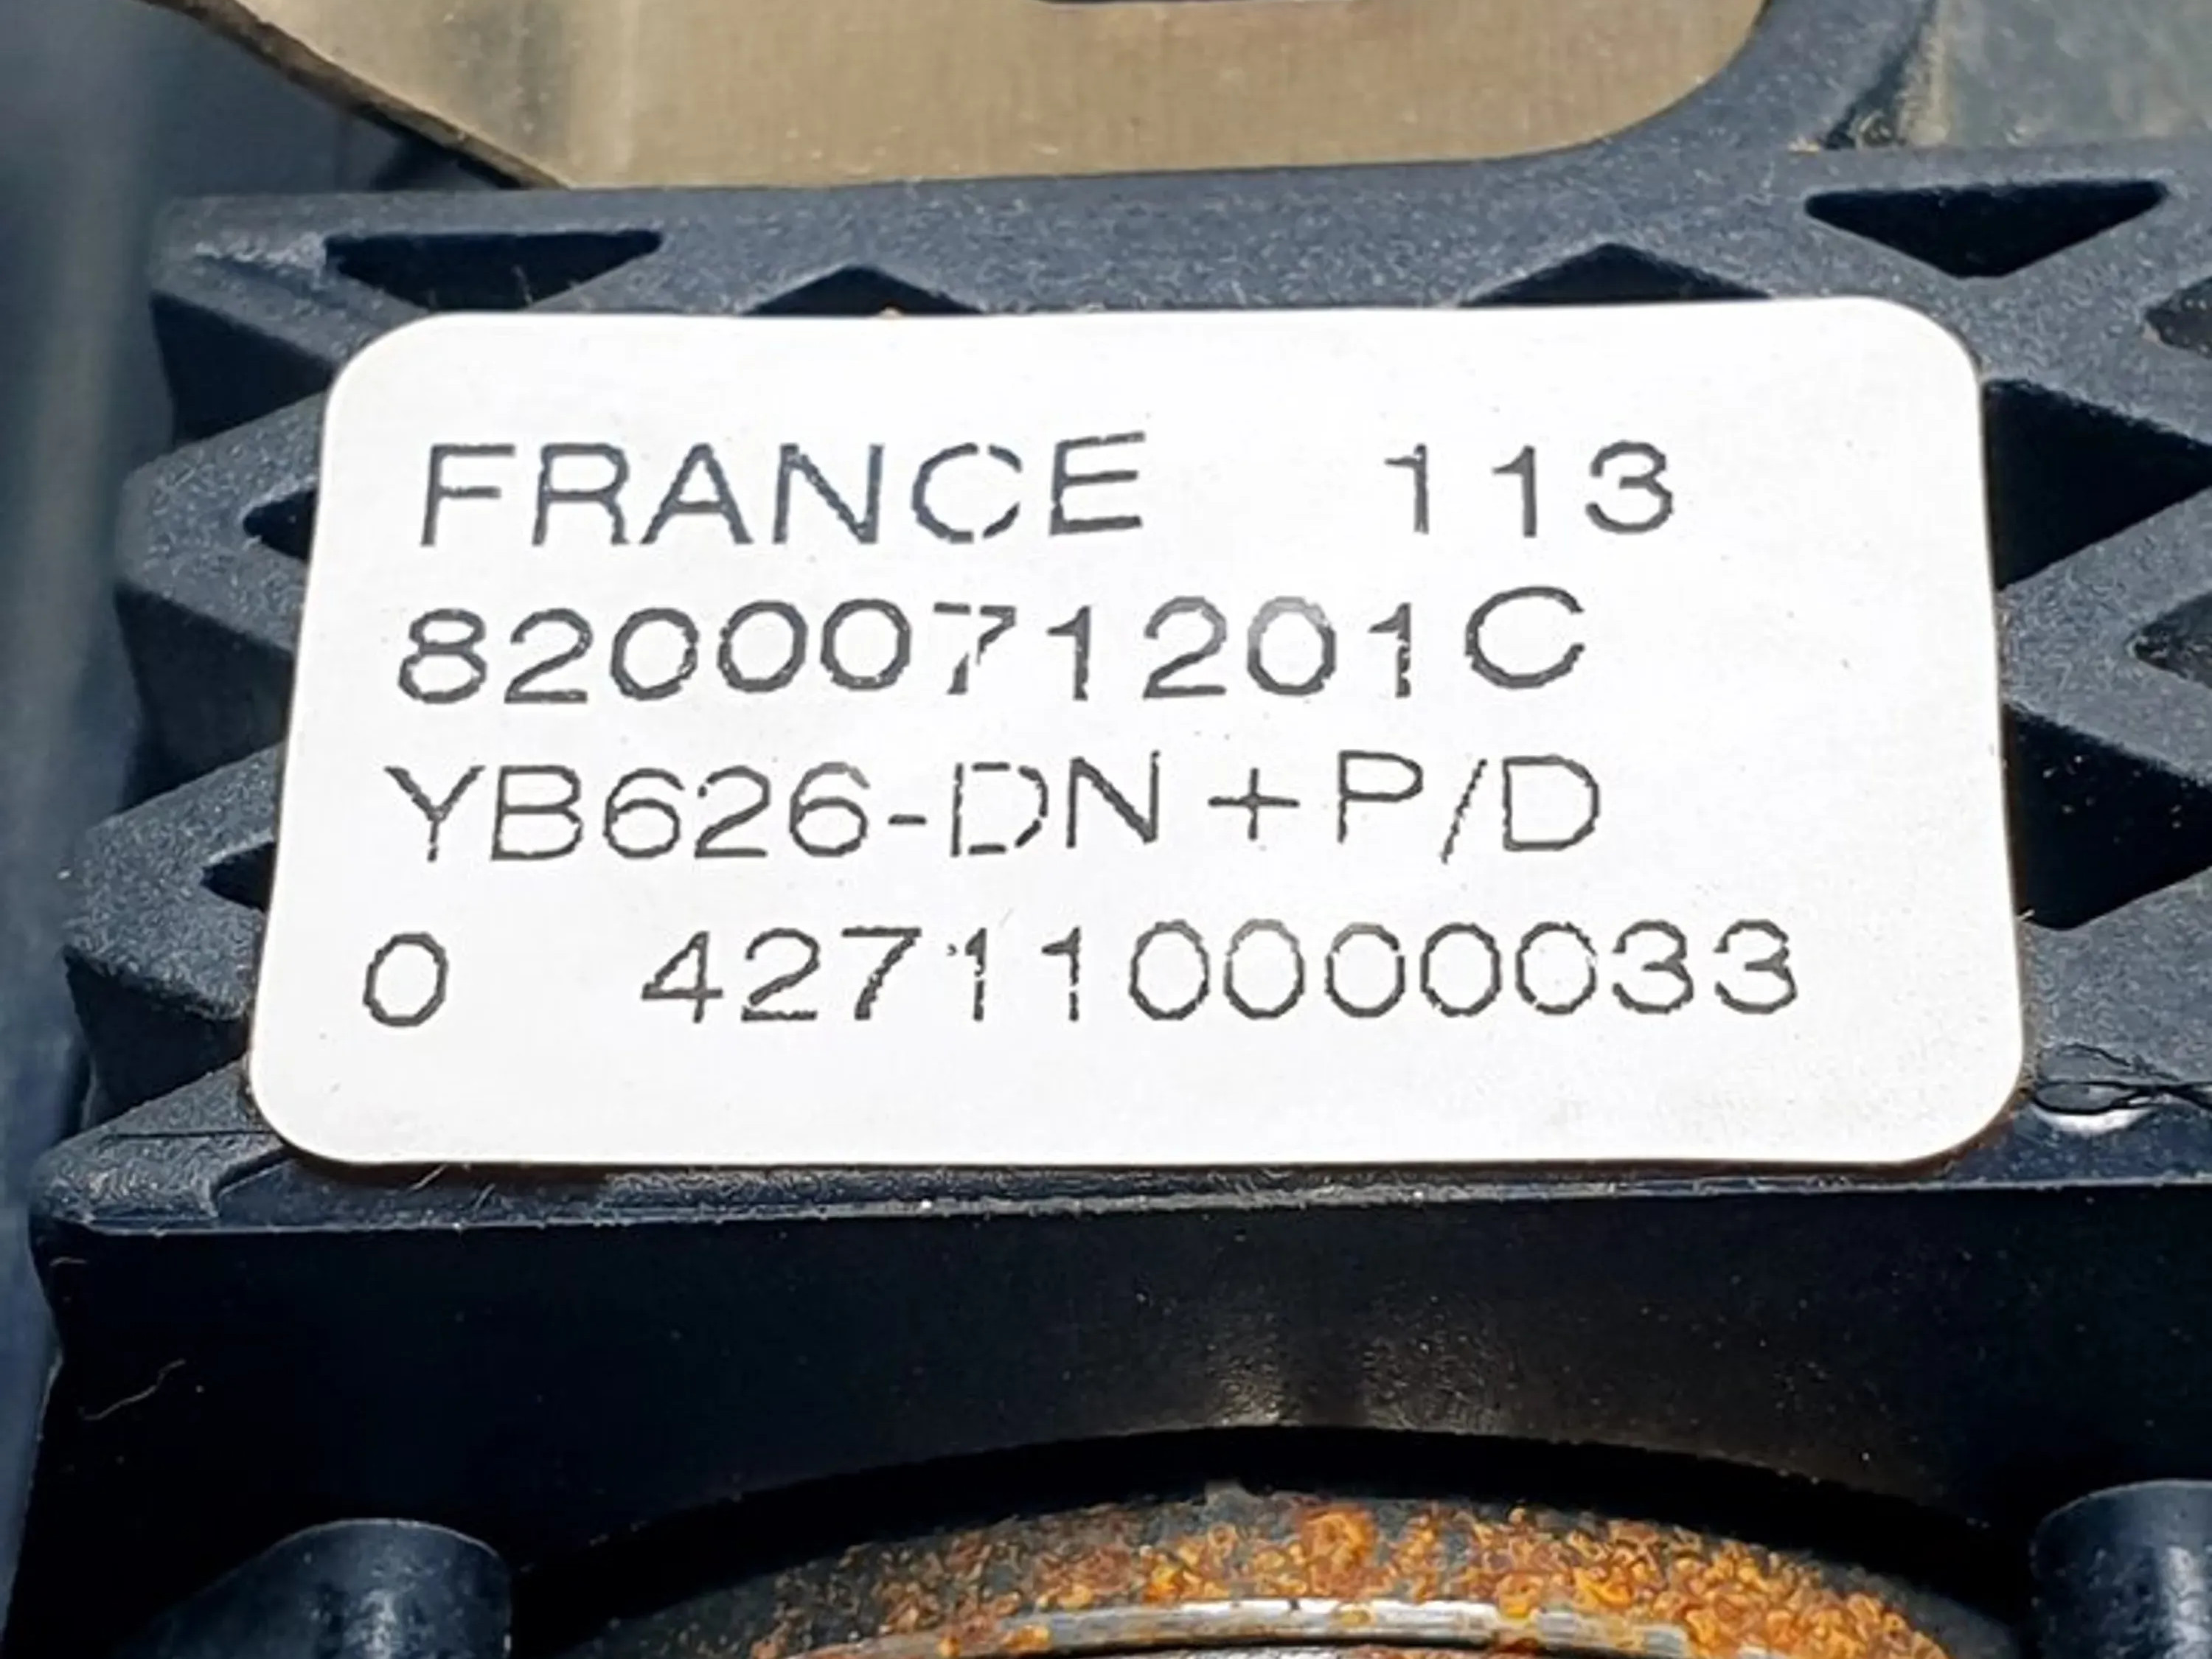 FRANCE 113
8200071201C
YB626-DN+P/D
0 427110000033